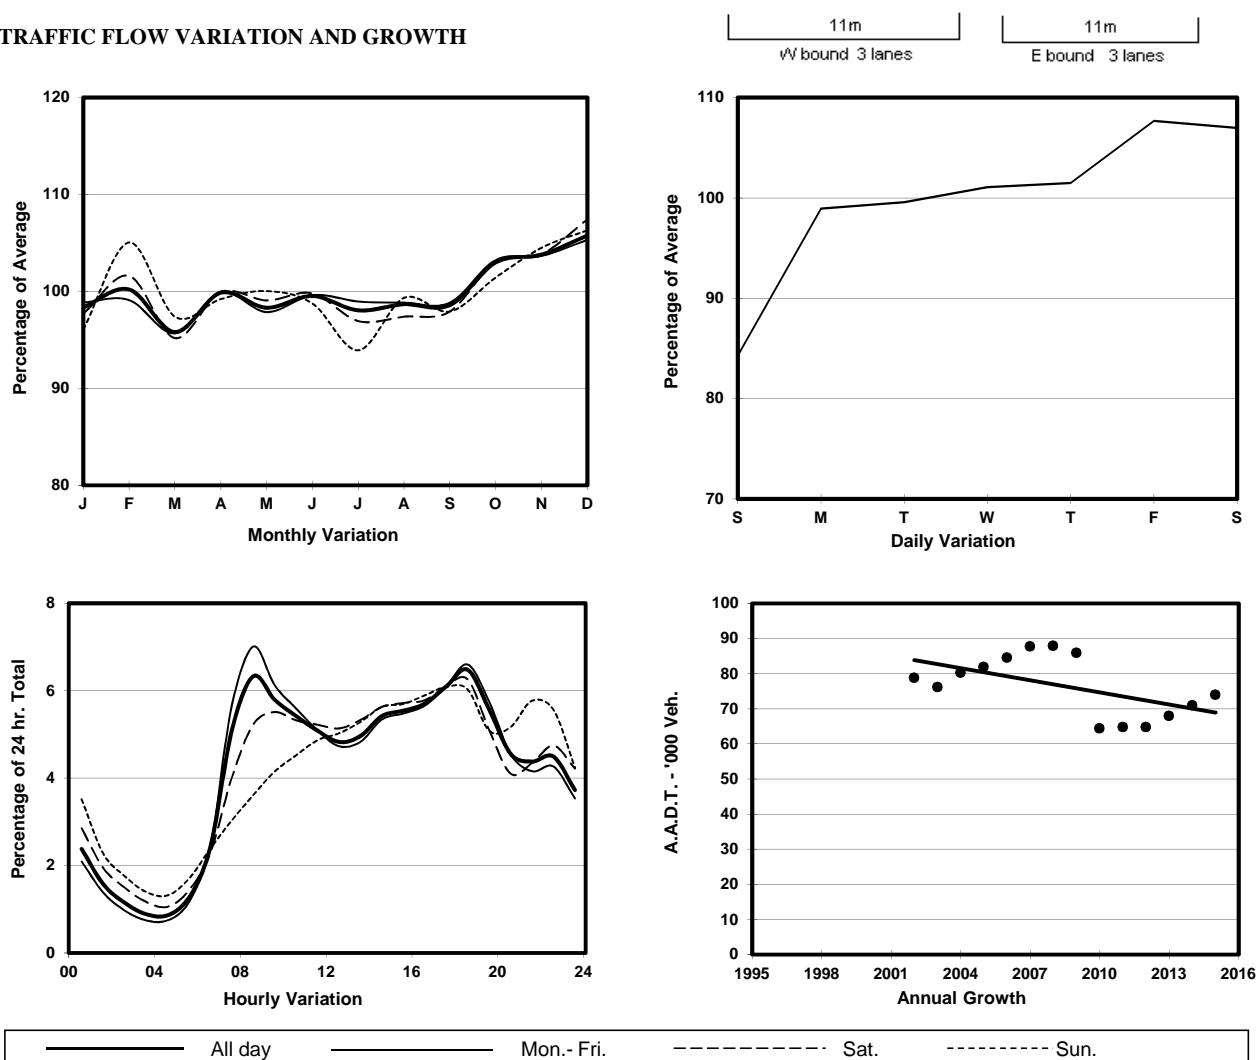 TRAFFIC FLOW VARIATION AND GROWTH
11m
W bound 3 lanes
11m
E bound 3 lanes
Percentage of Average
120
110
100
90
80
J F M A M J J A S O N D
Monthly Variation
Percentage of Average
110
100
90
80
70
S M T W T F S
Daily Variation
Percentage of 24 hr. Total
8
6
4
2
0
00 04 08 12 16 20 24
Hourly Variation
A.A.D.T. - '000 Veh.
100
90
80
70
60
50
40
30
20
10
0
1995 1998 2001 2004 2007 2010 2013 2016
Annual Growth
All day Mon.- Fri. Sat. Sun.